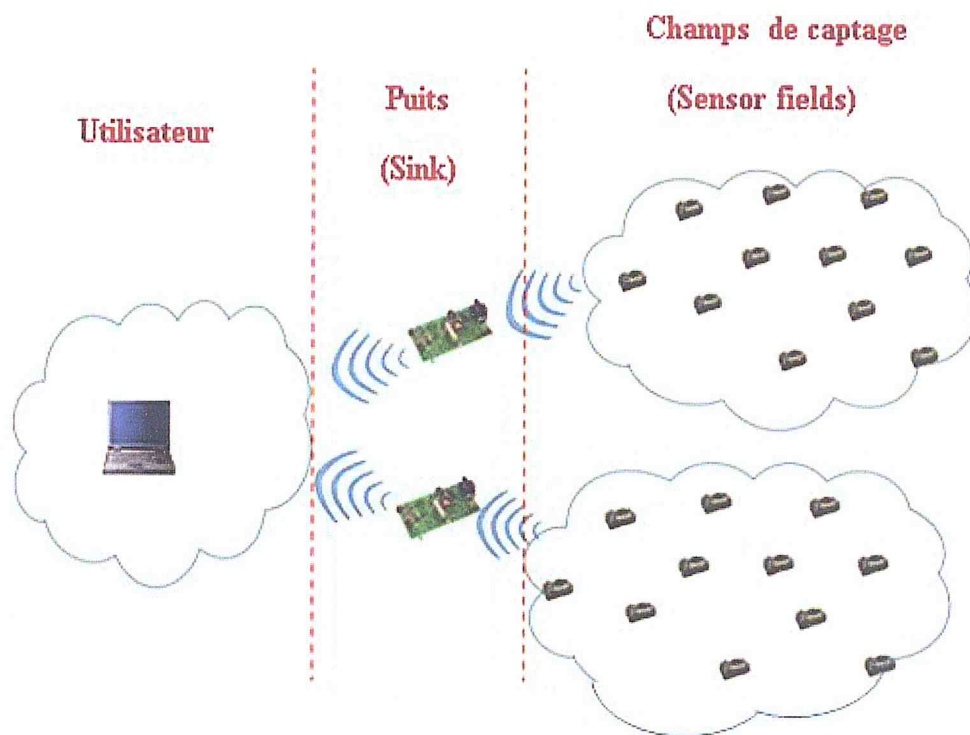 Utilisateur
Puits
(Sink)
Champs de captage
(Sensor fields)